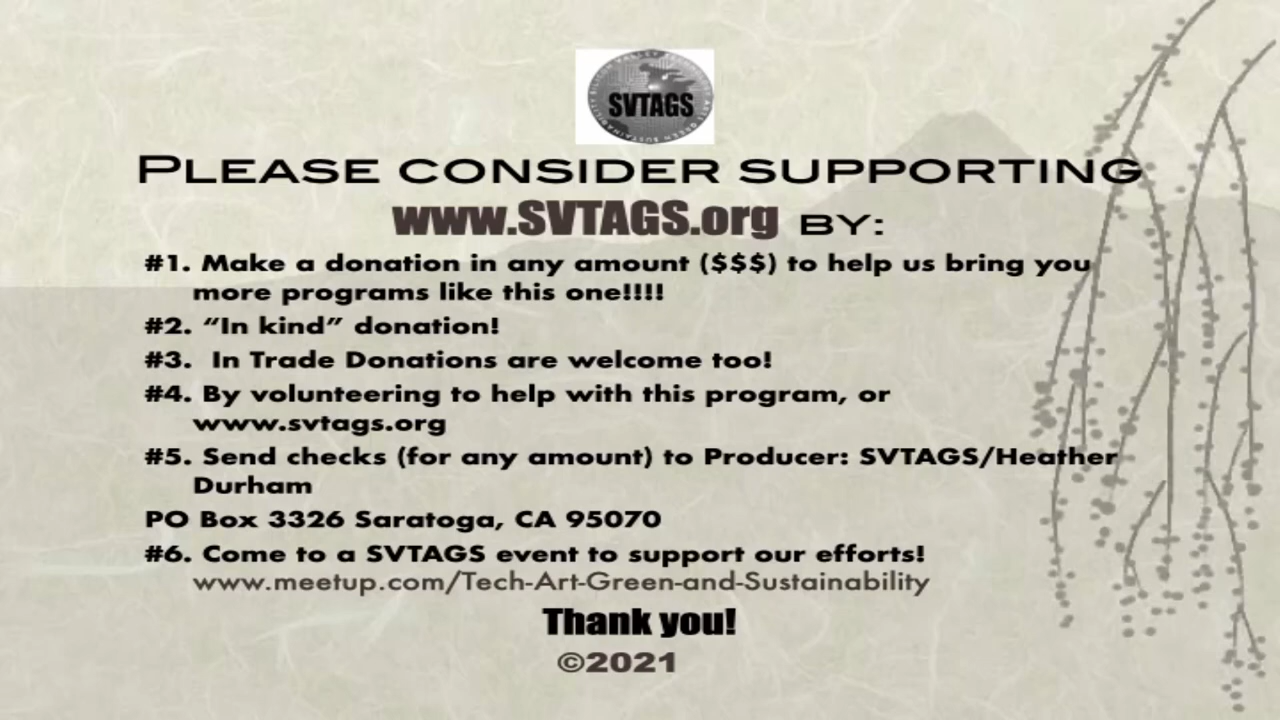 SVTAGS
PLEASE CONSIDER SUPPORTING
www.SVTAGS.org BY:
#1. Make a donation in any amount ($$$) to help us bring you
more programs like this one!!!!
#2. “In kind” donation!
#3. In Trade Donations are welcome too!
#4. By volunteering to help with this program, or
www.svtags.org
#5. Send checks (for any amount) to Producer: SVTAGS/Heather
Durham
PO Box 3326 Saratoga, CA 95070
#6. Come to a SVTAGS event to support our efforts!
www.meetup.com/Tech-Art-Green-and-Sustainability
Thank you!
©2021